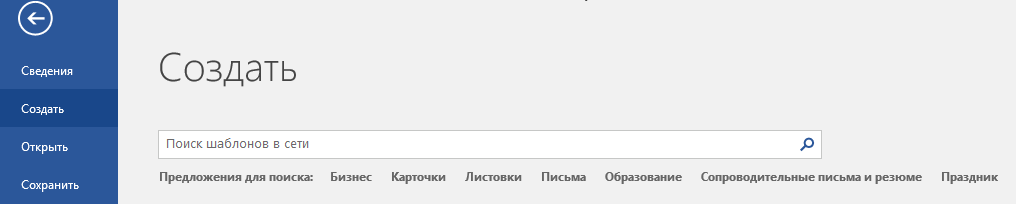 Сведения
Создать
Открыть
Сохранить
Создать
Поиск шаблонов в сети
Предложения для поиска: Бизнес Карточки Листовки Письма Образование Сопроводительные письма и резюме Праздник